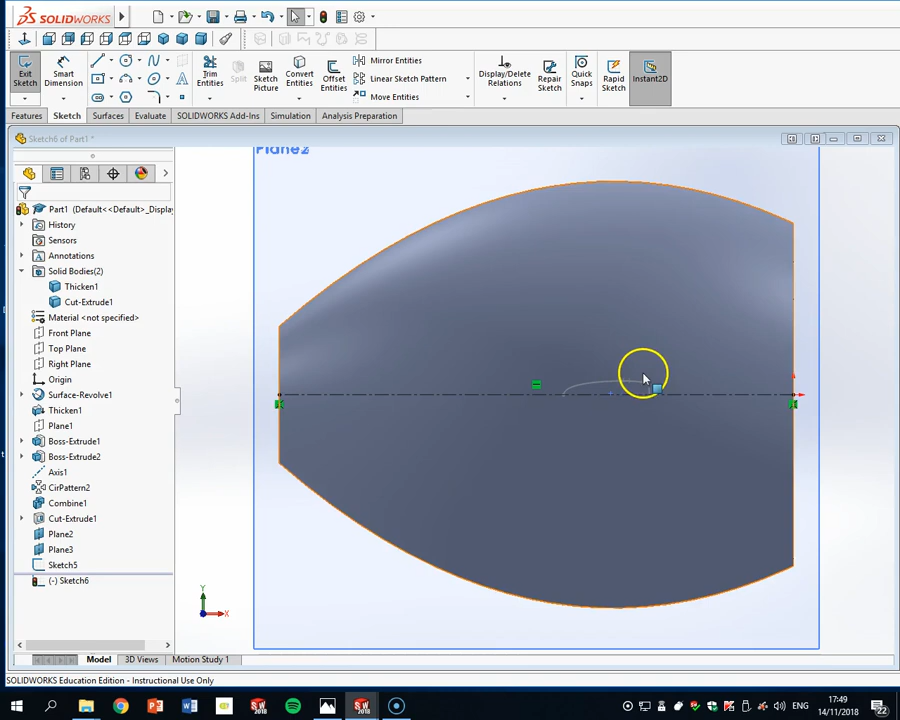 SOLIDWORKS
Exit Sketch
Smart Dimension
Trim Entities
Split
Sketch Picture
Convert Entities
Offset Entities
Mirror Entities
Linear Sketch Pattern
Move Entities
Display/Delete Relations
Repair Sketch
Quick Snaps
Rapid Sketch
Instant2D
Features Sketch Surfaces Evaluate SOLIDWORKS Add-Ins Simulation Analysis Preparation
Sketch6 of Part1 *
Plane2
Part1 (Default<<Default>_Display
History
Sensors
Annotations
Solid Bodies(2)
Thicken1
Cut-Extrude1
Material <not specified>
Front Plane
Top Plane
Right Plane
Origin
Surface-Revolve1
Thicken1
Plane1
Boss-Extrude1
Boss-Extrude2
Axis1
CirPattern2
Combine1
Cut-Extrude1
Plane2
Plane3
Sketch5
(-) Sketch6
Y
X
Model 3D Views Motion Study 1
SOLIDWORKS Education Edition - Instructional Use Only
ENG
17:49
14/11/2018
22